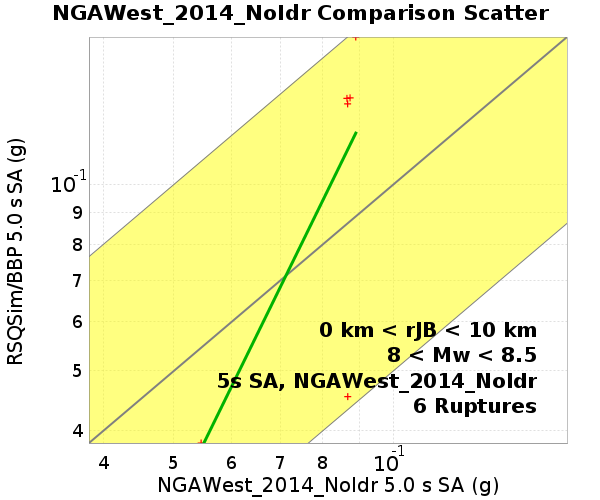 NGAWest_2014_NoIdr Comparison Scatter
RSQSim/BBP 5.0 s SA (g)
10-1
9
8
7
6
5
4
0 km < rJB < 10 km
8 < Mw < 8.5
5s SA, NGAWest_2014_NoIdr
6 Ruptures
4 5 6 7 8 10-1
NGAWest_2014_NoIdr 5.0 s SA (g)